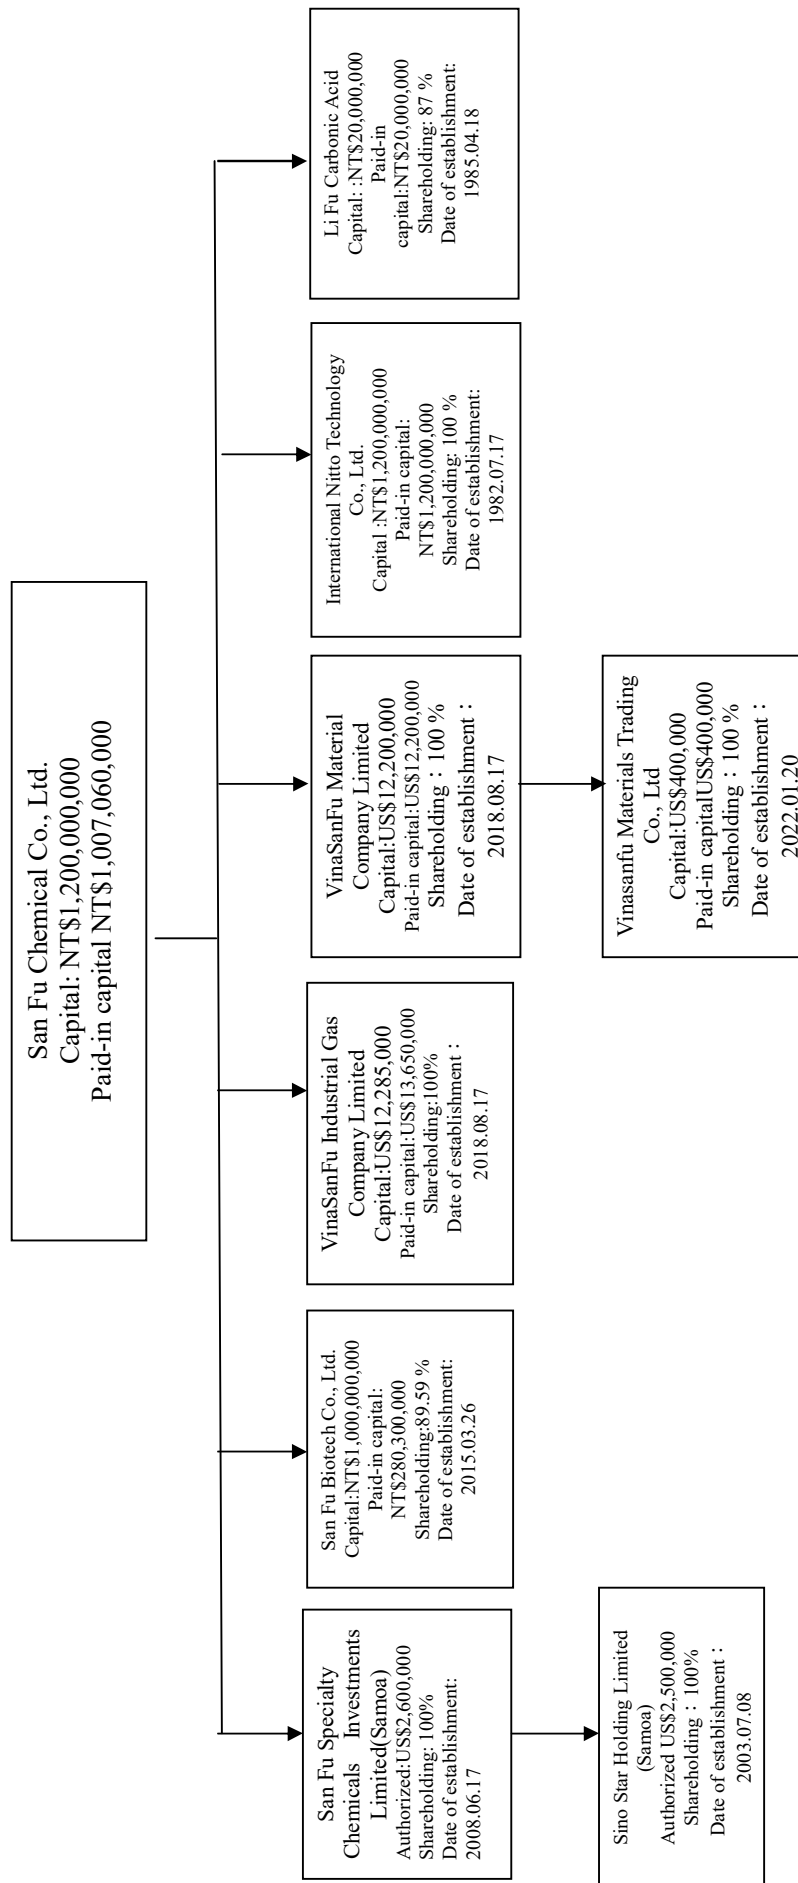 San Fu Chemical Co., Ltd.
Capital: NT$1,200,000,000
Paid-in capital NT$1,007,060,000
San Fu Specialty
Chemicals Investments
Limited(Samoa)
Authorized:US$2,600,000
Shareholding: 100%
Date of establishment:
2008.06.17
San Fu Biotech Co., Ltd.
Capital:NT$1,000,000,000
Paid-in capital:
NT$280,300,000
Shareholding:89.59 %
Date of establishment:
2015.03.26
VinaSanFu Industrial Gas
Company Limited
Capital:US$12,285,000
Paid-in capital:US$13,650,000
Shareholding:100%
Date of establishment：
2018.08.17
VinaSanFu Material
Company Limited
Capital:US$12,200,000
Paid-in capital:US$12,200,000
Shareholding：100 %
Date of establishment：
2018.08.17
International Nitto Technology
Co., Ltd.
Capital :NT$1,200,000,000
Paid-in capital:
NT$1,200,000,000
Shareholding: 100 %
Date of establishment:
1982.07.17
Li Fu Carbonic Acid
Capital: :NT$20,000,000
Paid-in
capital:NT$20,000,000
Shareholding: 87 %
Date of establishment:
1985.04.18
Sino Star Holding Limited
(Samoa)
Authorized US$2,500,000
Shareholding：100%
Date of establishment：
2003.07.08
Vinasanfu Materials Trading
Co., Ltd
Capital:US$400,000
Paid-in capitalUS$400,000
Shareholding：100 %
Date of establishment：
2022.01.20